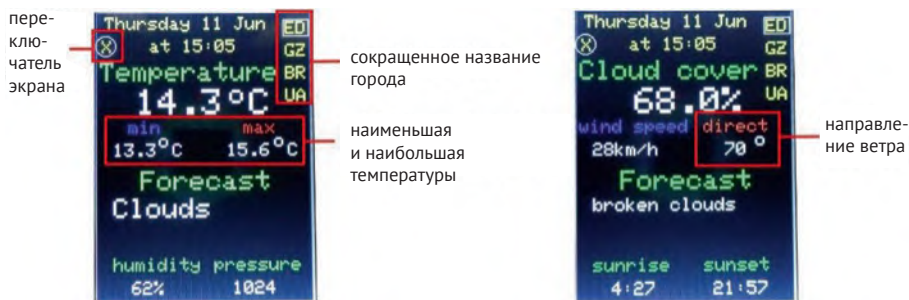 пере-
клю-
чатель
экрана
Thursday 11 Jun
at 15:05
X
ED
GZ
BR
UA
Temperature
14.3°C
min max
13.3°C 15.6°C
Forecast
Clouds
humidity pressure
62% 1024
сокращенное название
города
наименьшая
и наибольшая
температуры
Thursday 11 Jun
at 15:05
X
ED
GZ
BR
UA
Cloud cover
68.0%
wind speed direct
28km/h 70°
Forecast
broken clouds
sunrise sunset
4:27 21:57
направле-
ние ветра